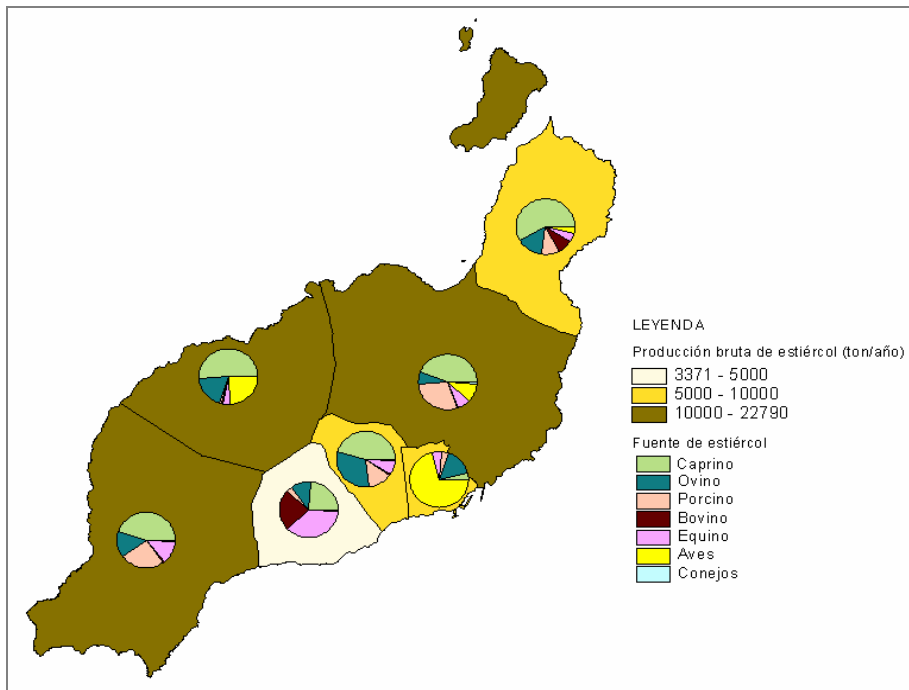 LEYENDA
Producción bruta de estiércol (ton/año)
3371 - 5000
5000 - 10000
10000 - 22790
Fuente de estiércol
Caprino
Ovino
Porcino
Bovino
Equino
Aves
Conejos